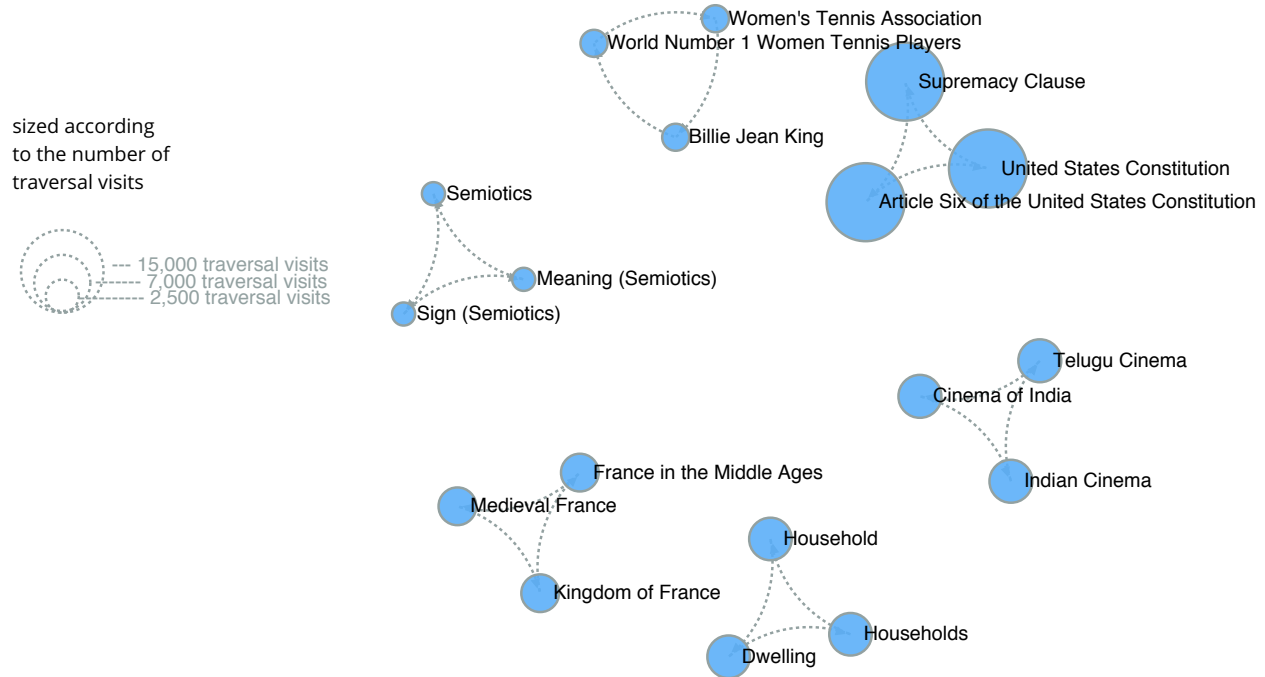 Women's Tennis Association
World Number 1 Women Tennis Players
Supremacy Clause
sized according
to the number of
traversal visits
Billie Jean King
United States Constitution
Semiotics
Article Six of the United States Constitution
15,000 traversal visits
7,000 traversal visits
2,500 traversal visits
Meaning (Semiotics)
Sign (Semiotics)
Telugu Cinema
Cinema of India
France in the Middle Ages
Indian Cinema
Medieval France
Household
Kingdom of France
Households
Dwelling